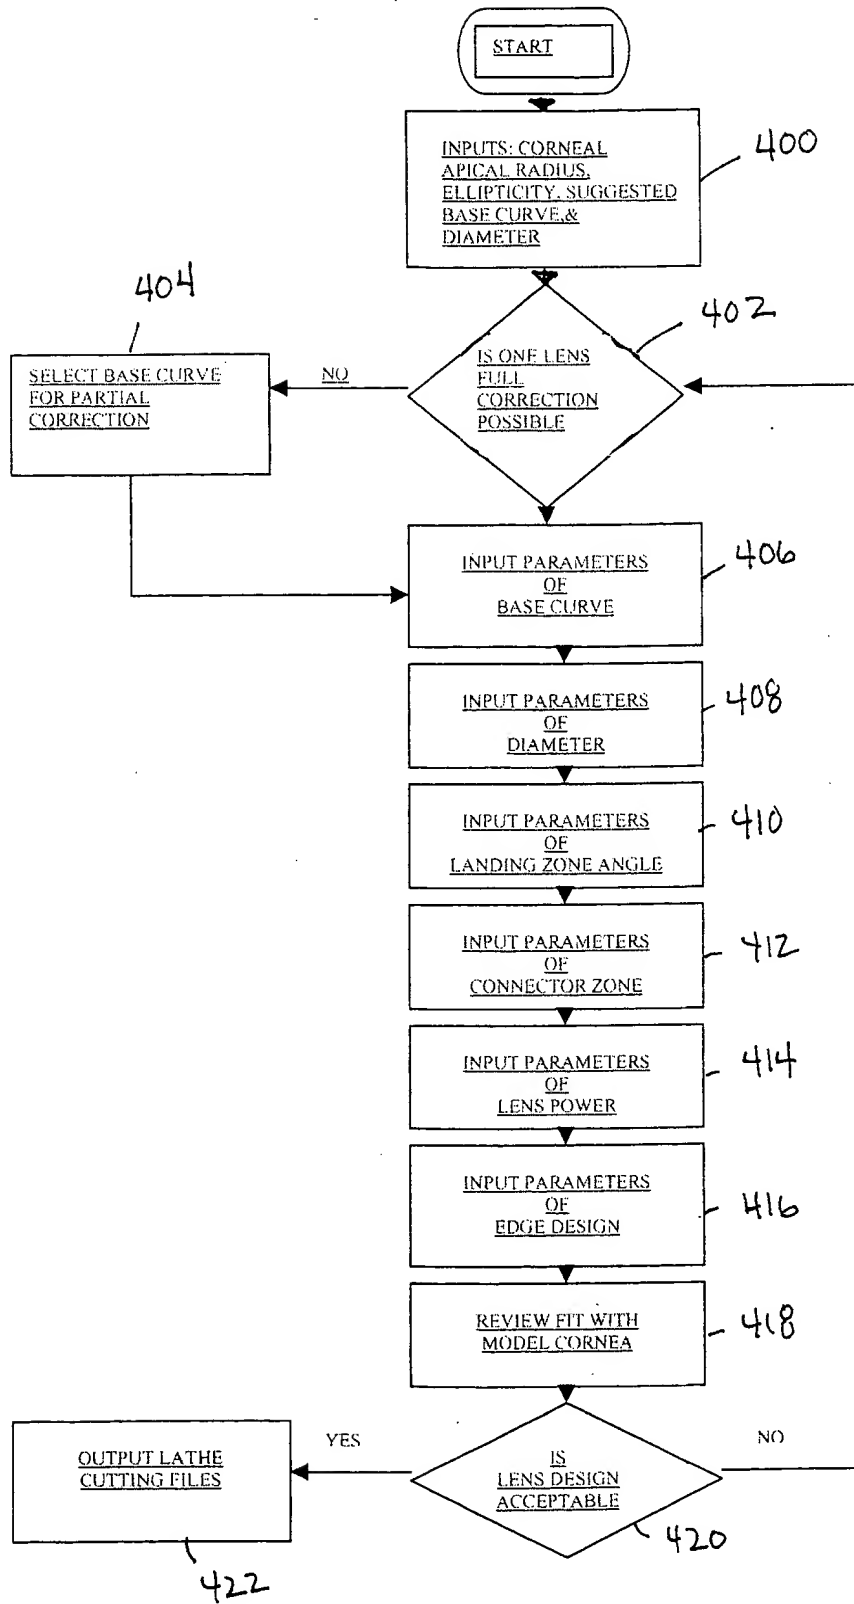 START
INPUTS: CORNEAL
APICAL RADIUS,
ELLIPTICITY, SUGGESTED
BASE CURVE,&
DIAMETER
400
402
IS ONE LENS
FULL
CORRECTION
POSSIBLE
NO
404
SELECT BASE CURVE
FOR PARTIAL
CORRECTION
INPUT PARAMETERS
OF
BASE CURVE
406
INPUT PARAMETERS
OF
DIAMETER
408
INPUT PARAMETERS
OF
LANDING ZONE ANGLE
410
INPUT PARAMETERS
OF
CONNECTOR ZONE
412
INPUT PARAMETERS
OF
LENS POWER
414
INPUT PARAMETERS
OF
EDGE DESIGN
416
REVIEW FIT WITH
MODEL CORNEA
418
IS
LENS DESIGN
ACCEPTABLE
420
YES
NO
OUTPUT LATHE
CUTTING FILES
422